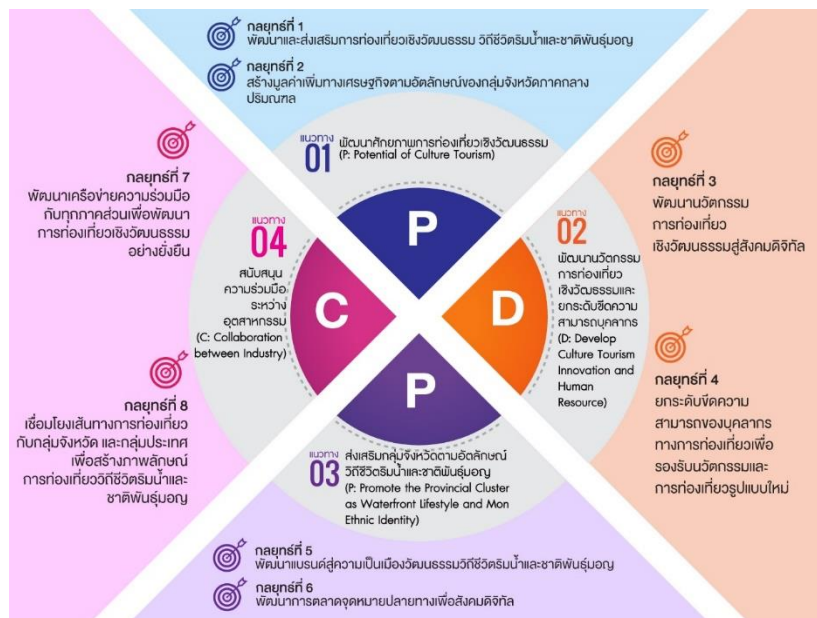 กลยุทธ์ที่ 1
พัฒนาและส่งเสริมการท่องเที่ยวเชิงวัฒนธรรม วิถีชีวิตริมน้ำและชาติพันธุ์มอญ
กลยุทธ์ที่ 2
สร้างมูลค่าเพิ่มทางเศรษฐกิจตามอัตลักษณ์ของกลุ่มจังหวัดภาคกลาง
ปริมณฑล
แนวทาง
01
พัฒนาศักยภาพการท่องเที่ยวเชิงวัฒนธรรม
(P: Potential of Culture Tourism)
P
กลยุทธ์ที่ 3
พัฒนานวัตกรรม
การท่องเที่ยว
เชิงวัฒนธรรมสู่สังคมดิจิทัล
แนวทาง
02
พัฒนานวัตกรรม
การท่องเที่ยว
เชิงวัฒธรรมและ
ยกระดับขีดความ
สามารถบุคลากร
(D: Develop
Culture Tourism
Innovation and
Human
Resource)
D
กลยุทธ์ที่ 4
ยกระดับขีดความ
สามารถของบุคลากร
ทางการท่องเที่ยวเพื่อ
รองรับนวัตกรรมและ
การท่องเที่ยวรูปแบบใหม่
P
แนวทาง
03
ส่งเสริมกลุ่มจังหวัดตามอัตลักษณ์
วิถีชีวิตริมน้ำและชาติพันธุ์มอญ
(P: Promote the Provincial Cluster
as Waterfront Lifestyle and Mon
Ethnic Identity)
กลยุทธ์ที่ 5
พัฒนาแบรนด์สู่ความเป็นเมืองวัฒนธรรมวิถีชีวิตริมน้ำและชาติพันธุ์มอญ
กลยุทธ์ที่ 6
พัฒนาการตลาดจุดหมายปลายทางเพื่อสังคมดิจิทัล
กลยุทธ์ที่ 7
พัฒนาเครือข่ายความร่วมมือ
กับทุกภาคส่วนเพื่อพัฒนา
การท่องเที่ยวเชิงวัฒนธรรม
อย่างยั่งยืน
แนวทาง
04
สนับสนุน
ความร่วมมือ
ระหว่าง
อุตสาหกรรม
(C: Collaboration
between Industry)
C
กลยุทธ์ที่ 8
เชื่อมโยงเส้นทางการท่องเที่ยว
กับกลุ่มจังหวัด และกลุ่มประเทศ
เพื่อสร้างภาพลักษณ์
การท่องเที่ยววิถีชีวิตริมน้ำและ
ชาติพันธุ์มอญ